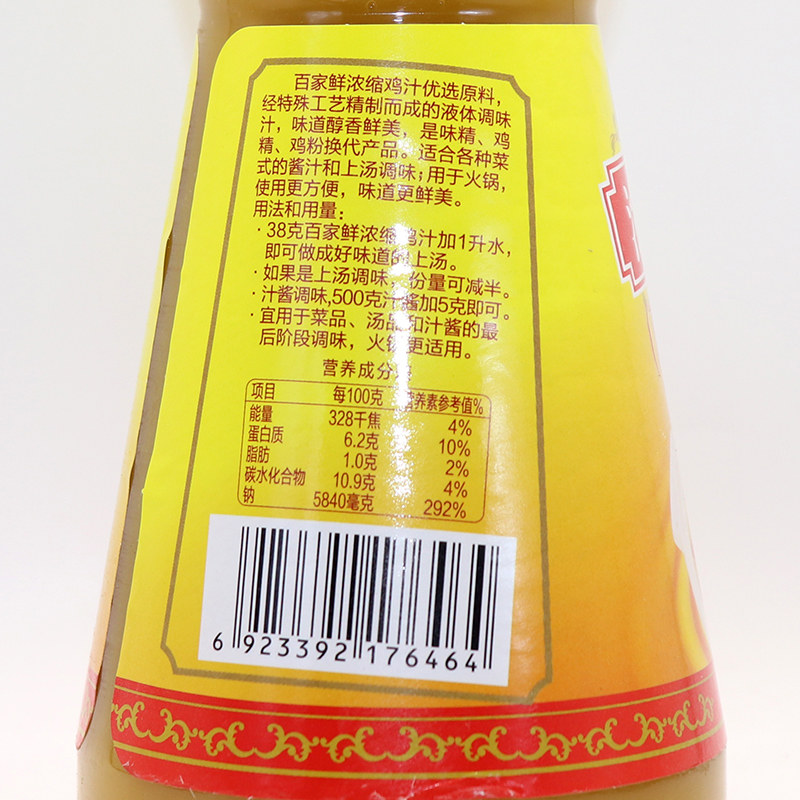 百家鲜浓缩鸡汁优选原料，
经特殊工艺精制而成的液体调味
汁，味道醇香鲜美，是味精、鸡
精、鸡粉换代产品。适合各种菜
式的酱汁和上汤调味；用于火锅，
使用更方便，味道更鲜美。
用法和用量：
·38克百家鲜浓缩鸡汁加1升水，
即可做成好味道的上汤。
·如果是上汤调味，份量可减半。
·汁酱调味,500克汁酱加5克即可。
·宜用于菜品、汤品和汁酱的最
后阶段调味，火锅更适用。
营养成分表
项目 每100克 营养素参考值%
能量 328千焦 4%
蛋白质 6.2克 10%
脂肪 1.0克 2%
碳水化合物 10.9克 4%
钠 5840毫克 292%
6 923392 176464